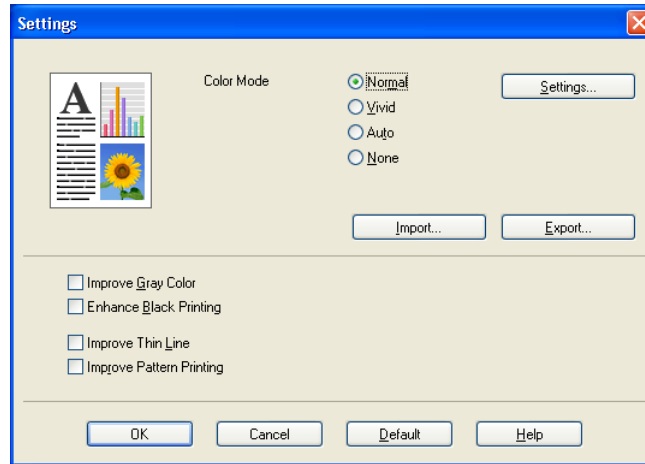 Settings
A
Color Mode
Normal
Settings...
Vivid
Auto
None
Import...
Export...
Improve Gray Color
Enhance Black Printing
Improve Thin Line
Improve Pattern Printing
OK
Cancel
Default
Help